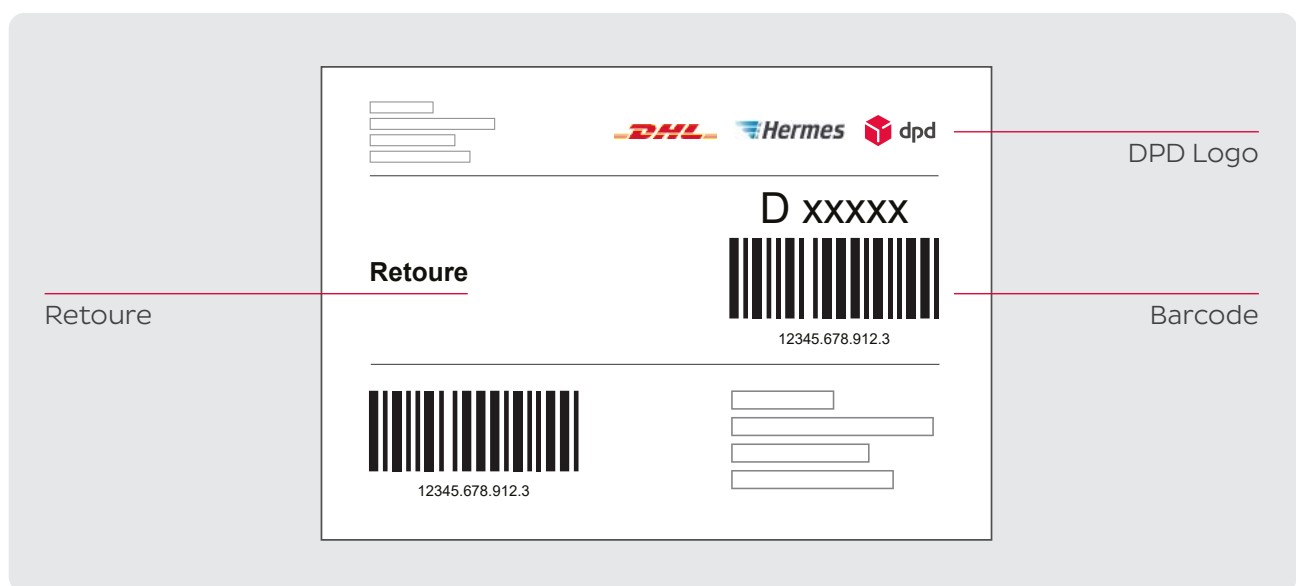 DHL Hermes dpd
DPD Logo
D xxxxx
Retoure
Retoure
Barcode
12345.678.912.3
12345.678.912.3